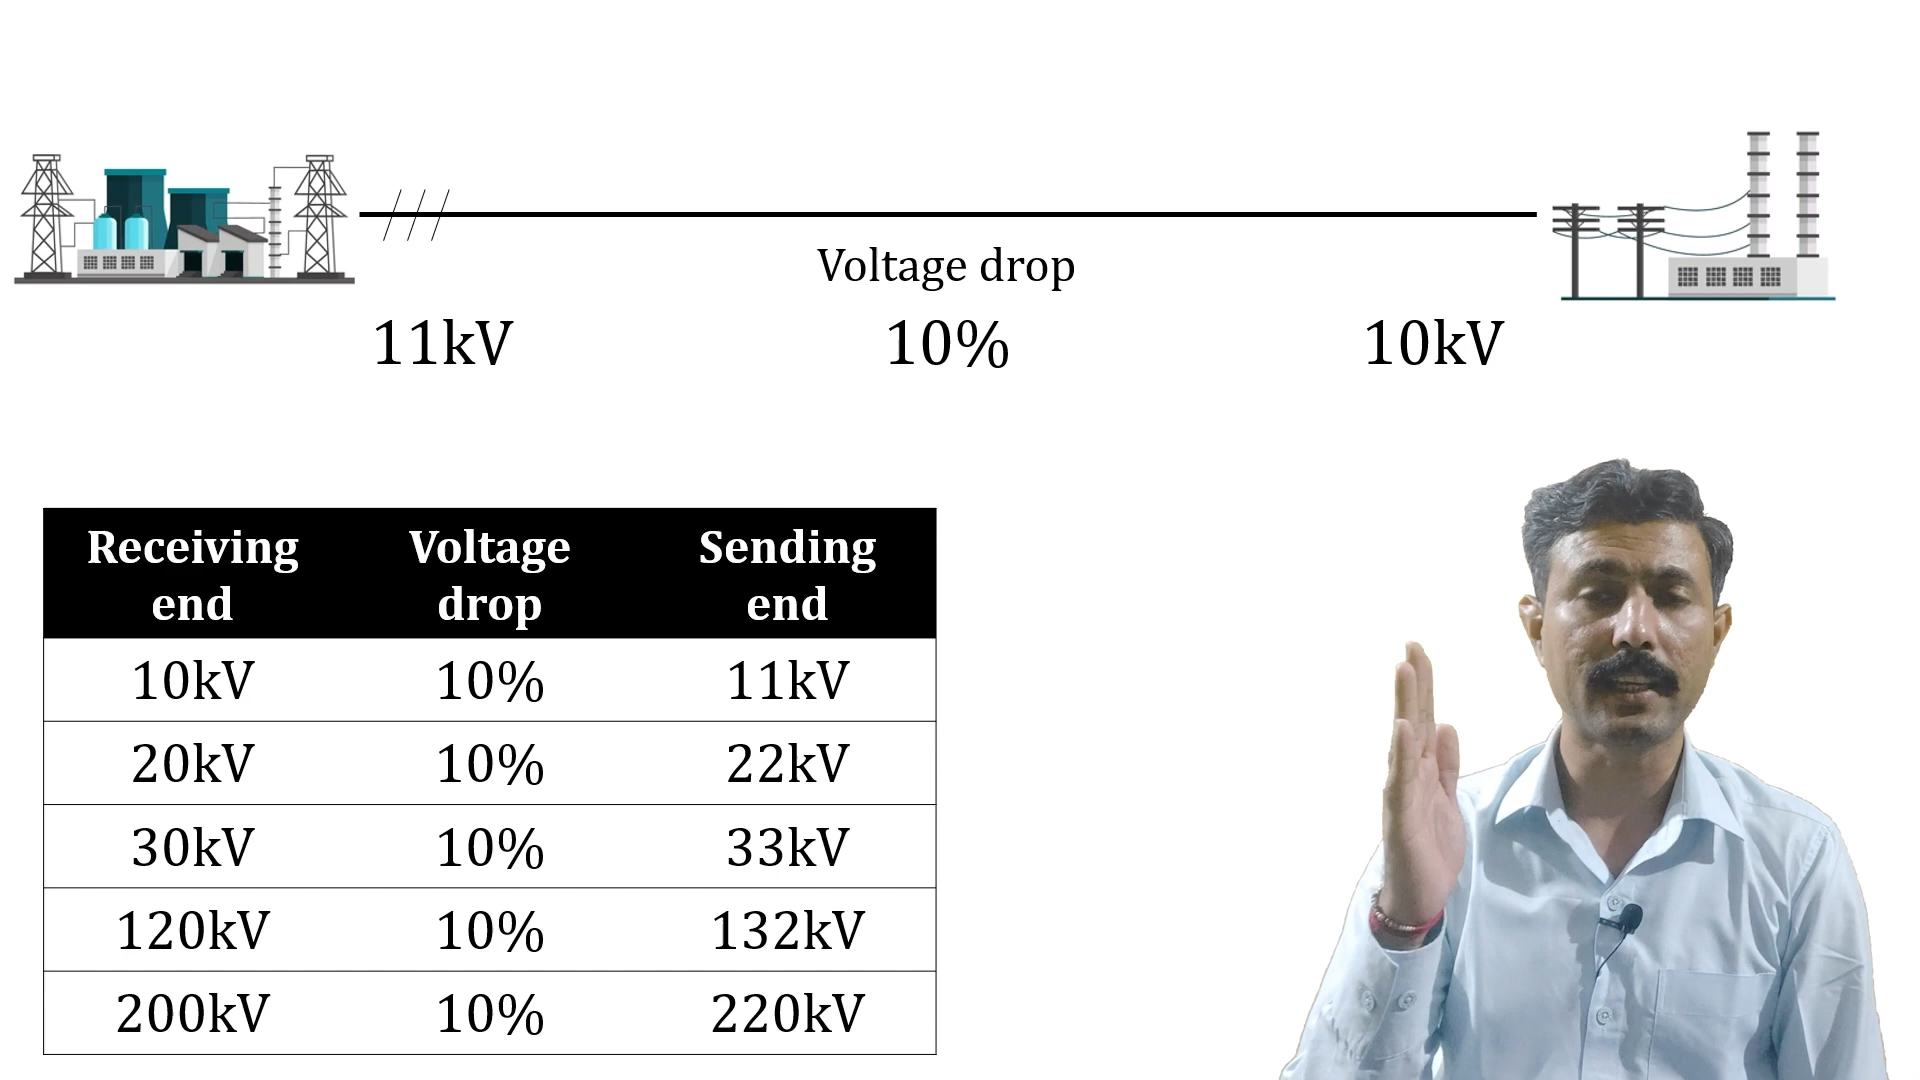 Voltage drop
11kV 10% 10kV
Receiving end Voltage drop Sending end
10kV 10% 11kV
20kV 10% 22kV
30kV 10% 33kV
120kV 10% 132kV
200kV 10% 220kV